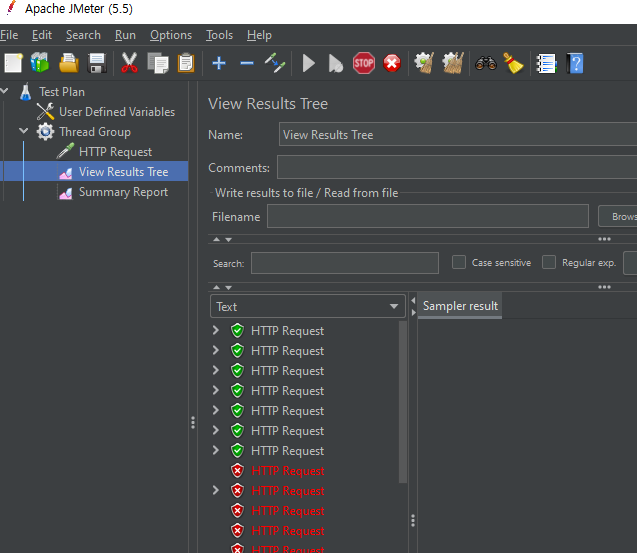 Apache JMeter (5.5)
File Edit Search Run Options Tools Help
STOP
?
Test Plan
User Defined Variables
Thread Group
HTTP Request
View Results Tree
Summary Report
View Results Tree
Name: View Results Tree
Comments:
Write results to file / Read from file
Filename Brows
Search: Case sensitive Regular exp.
Text
Sampler result
HTTP Request
HTTP Request
HTTP Request
HTTP Request
HTTP Request
HTTP Request
HTTP Request
HTTP Request
HTTP Request
HTTP Request
HTTP Request
HTTP Request